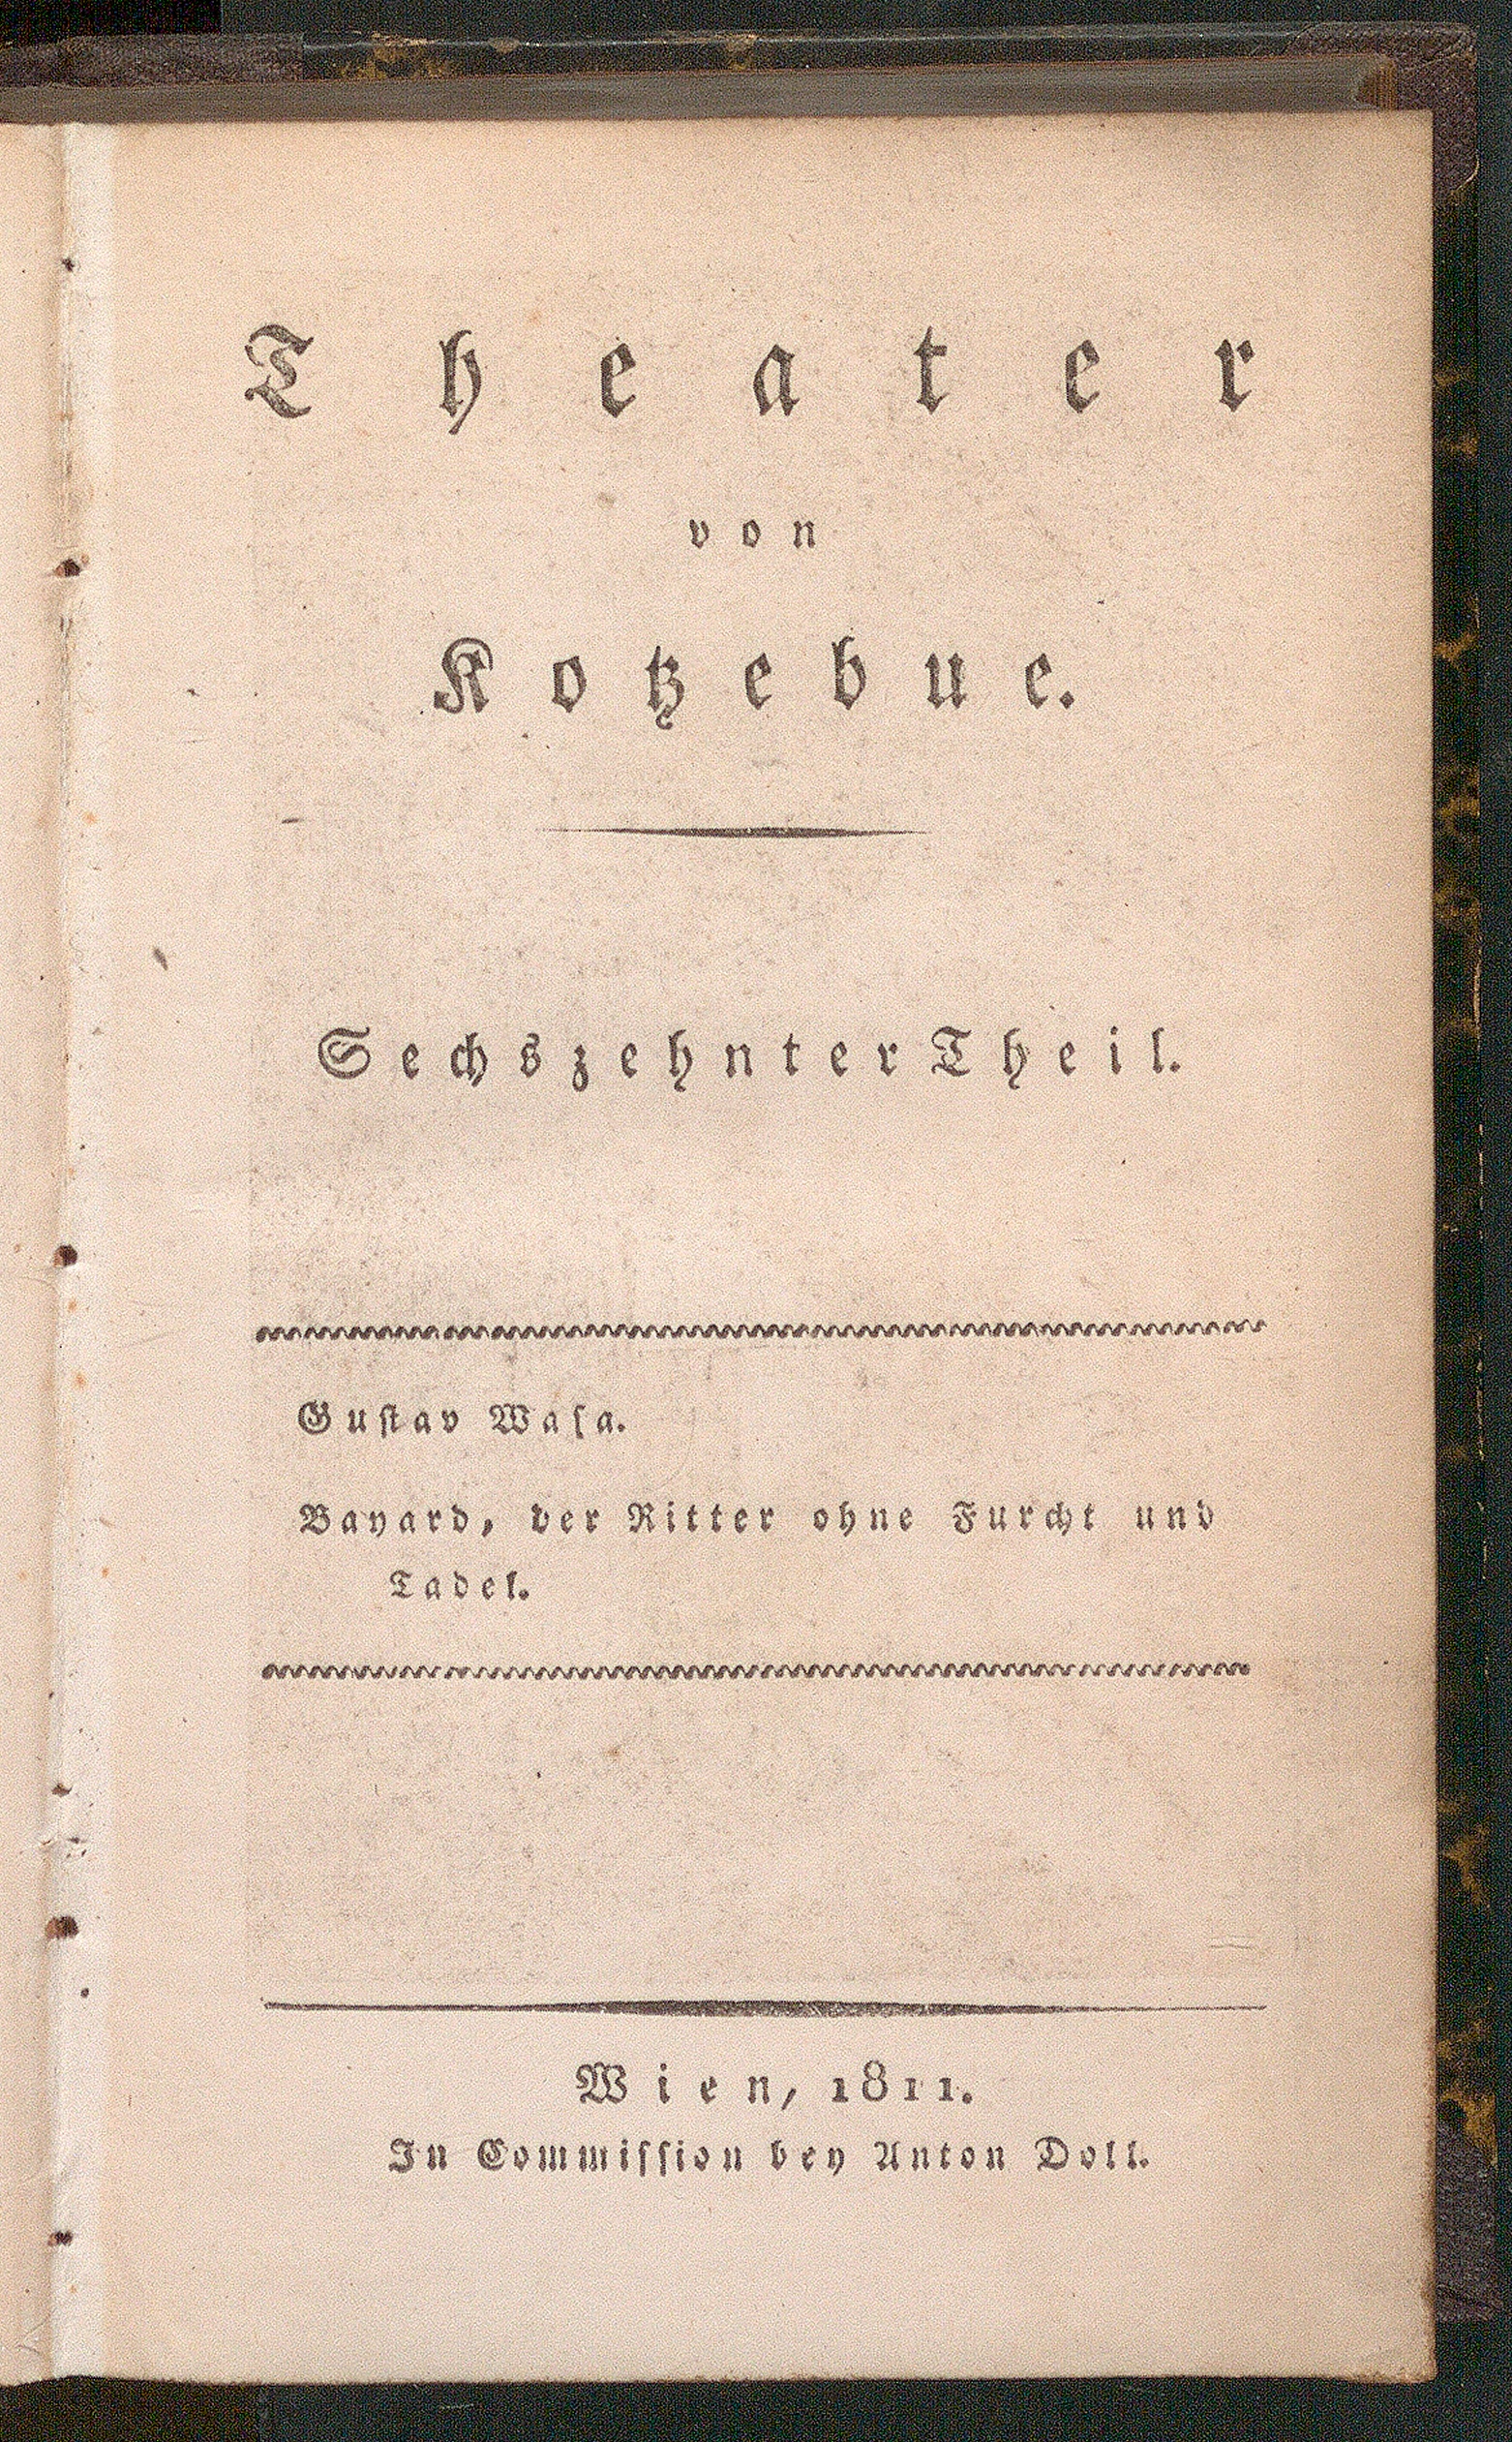 Theater
von
Kotzebue.
Sechszehnter Theil.
Gustav Wasa.
Bayard, der Ritter ohne Furcht und
Tadel.
Wien, 1811.
In Commission bey Anton Doll.